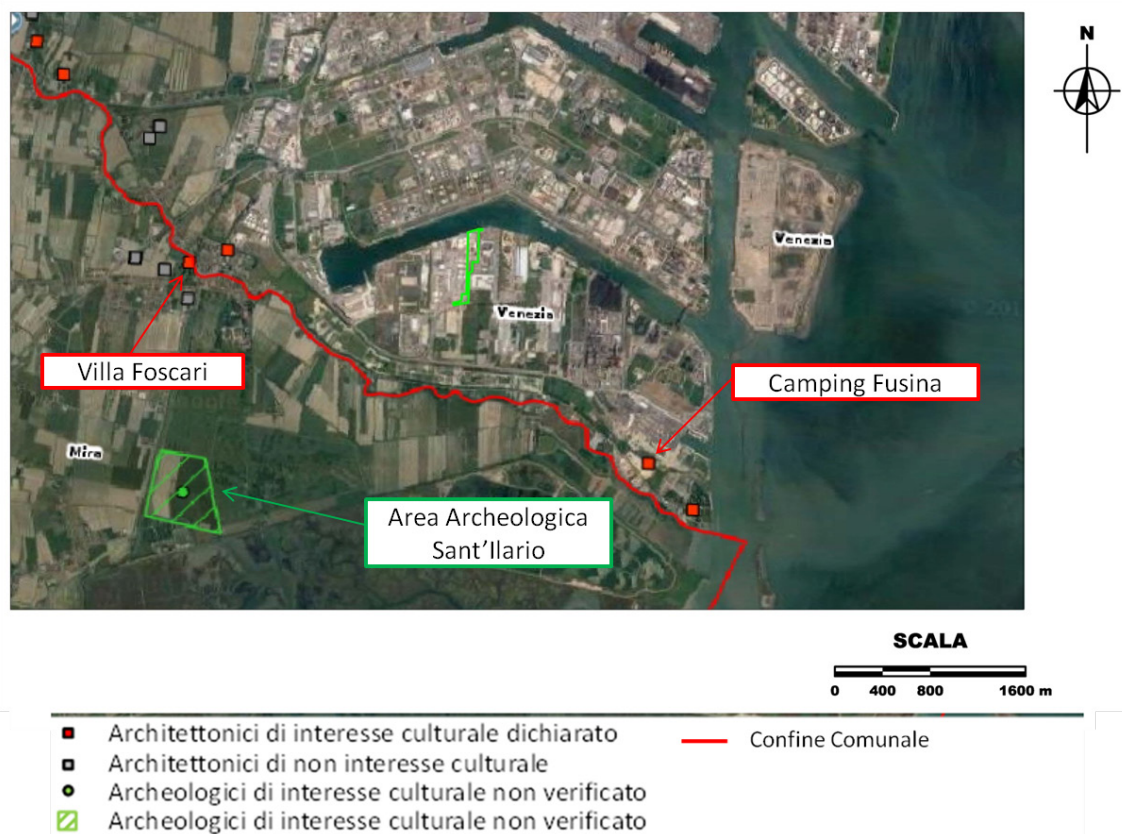 N
Venezia
Venezia
Villa Foscari
Camping Fusina
Mira
Area Archeologica
Sant'Ilario
SCALA
0 400 800 1600 m
Architettonici di interesse culturale dichiarato
Confine Comunale
Architettonici di non interesse culturale
Archeologici di interesse culturale non verificato
Archeologici di interesse culturale non verificato